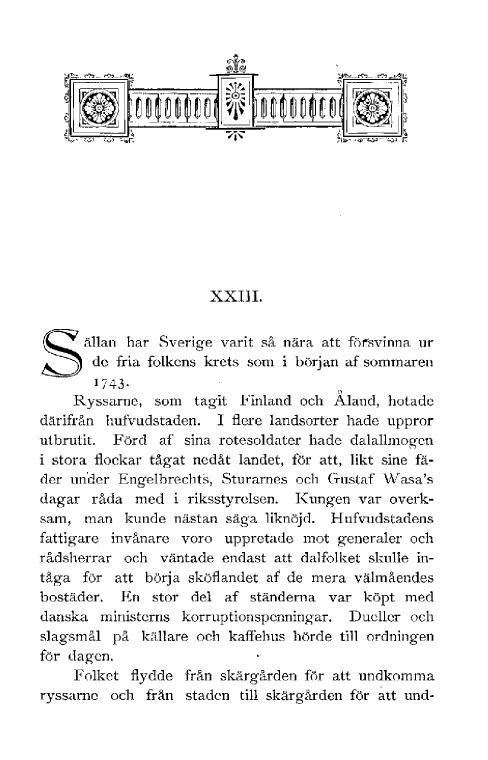 XXIII.
Sällan har Sverige varit så nära att försvinna ur
de fria folkens krets som i början af sommaren
1743.
Ryssarne, som tagit Finland och Åland, hotade
därifrån hufvudstaden. I flere landsorter hade uppror
utbrutit. Förd af sina rotesoldater hade dalallmogen
i stora flockar tågat nedåt landet, för att, likt sine fä-
der under Engelbrechts, Sturarnes och Gustaf Wasa's
dagar råda med i riksstyrelsen. Kungen var overk-
sam, man kunde nästan säga liknöjd. Hufvudstadens
fattigare invånare voro uppretade mot generaler och
rådsherrar och väntade endast att dalfolket skulle in-
tåga för att börja sköflandet af de mera välmåendes
bostäder. En stor del af ständerna var köpt med
danska ministerns korruptionspenningar. Dueller och
slagsmål på källare och kaffehus hörde till ordningen
för dagen.
Folket flydde från skärgården för att undkomma
ryssarne och från staden till skärgården för att und-